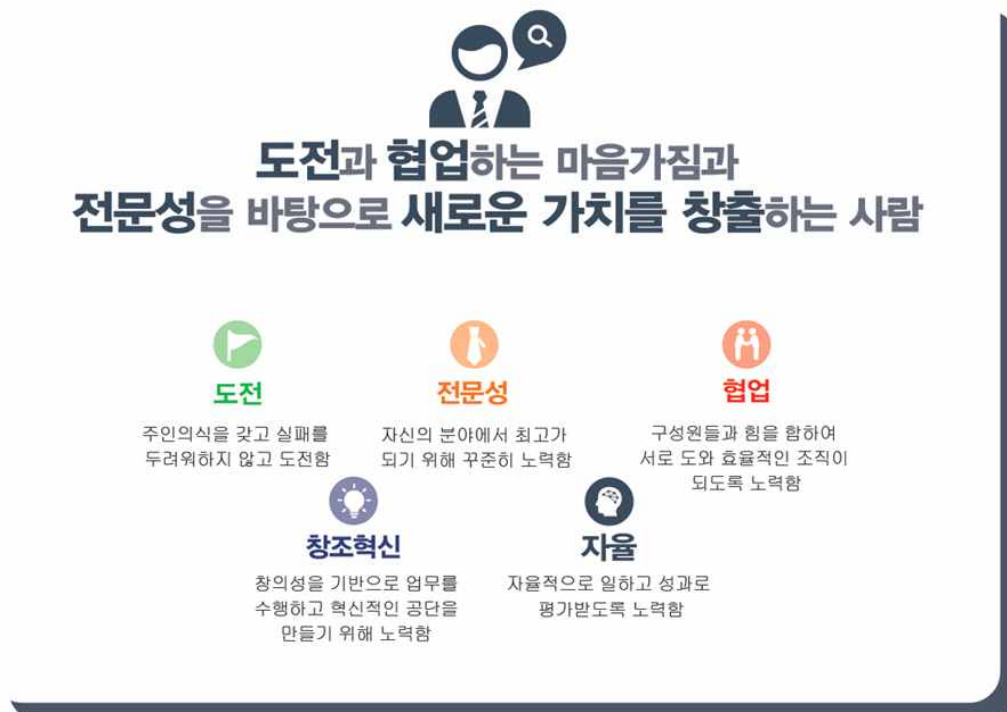 도전과 협업하는 마음가짐과
전문성을 바탕으로 새로운 가치를 창출하는 사람
도전
주인의식을 갖고 실패를
두려워하지 않고 도전함
전문성
자신의 분야에서 최고가
되기 위해 꾸준히 노력함
협업
구성원들과 힘을 합하여
서로 도와 효율적인 조직이
되도록 노력함
창조혁신
창의성을 기반으로 업무를
수행하고 혁신적인 공단을
만들기 위해 노력함
자율
자율적으로 일하고 성과로
평가받도록 노력함